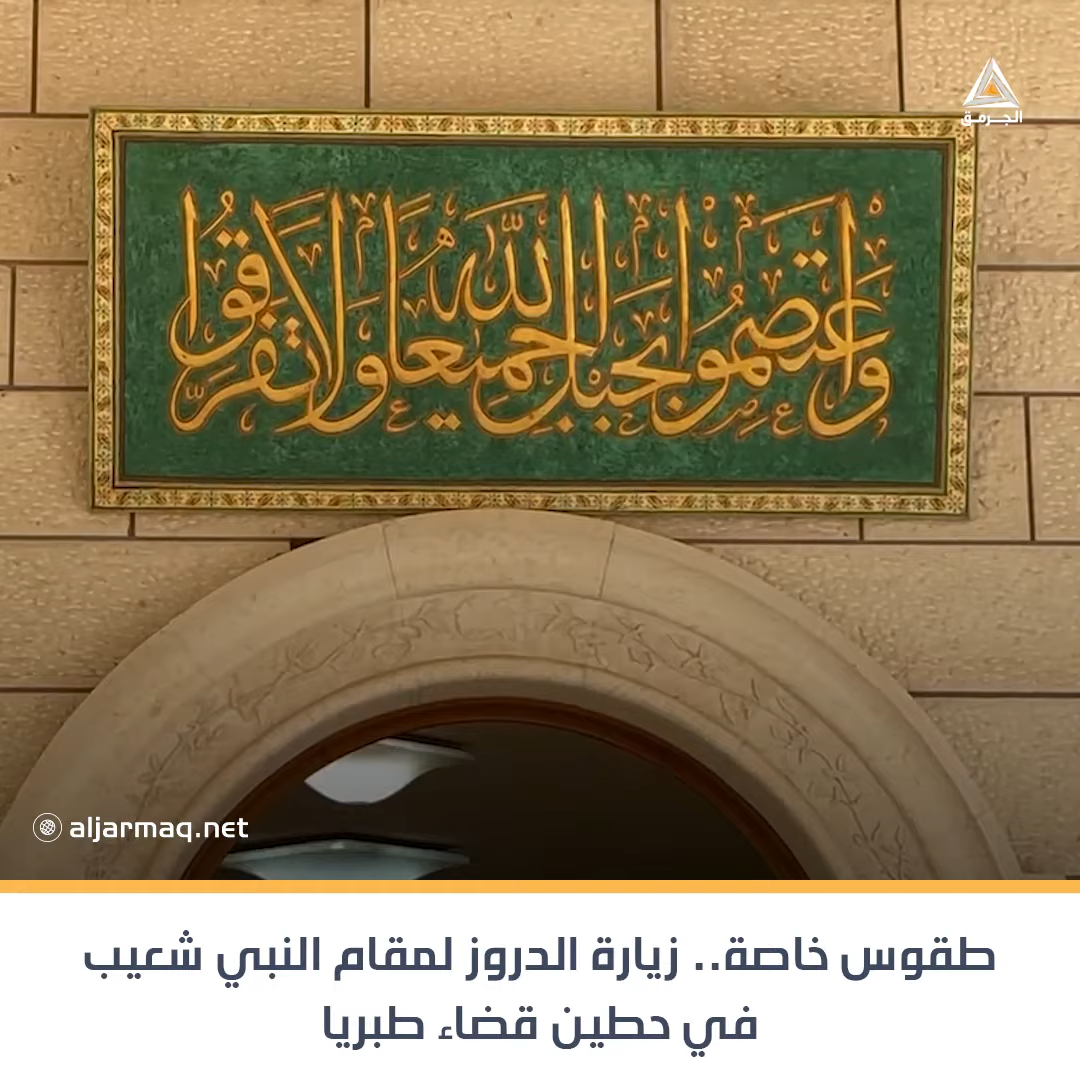 الجرمق
واعتصموا بحبل الله جميعا ولا تفرقوا
aljarmaq.net
طقوس خاصة.. زيارة الدروز لمقام النبي شعيب
في حطين قضاء طبريا